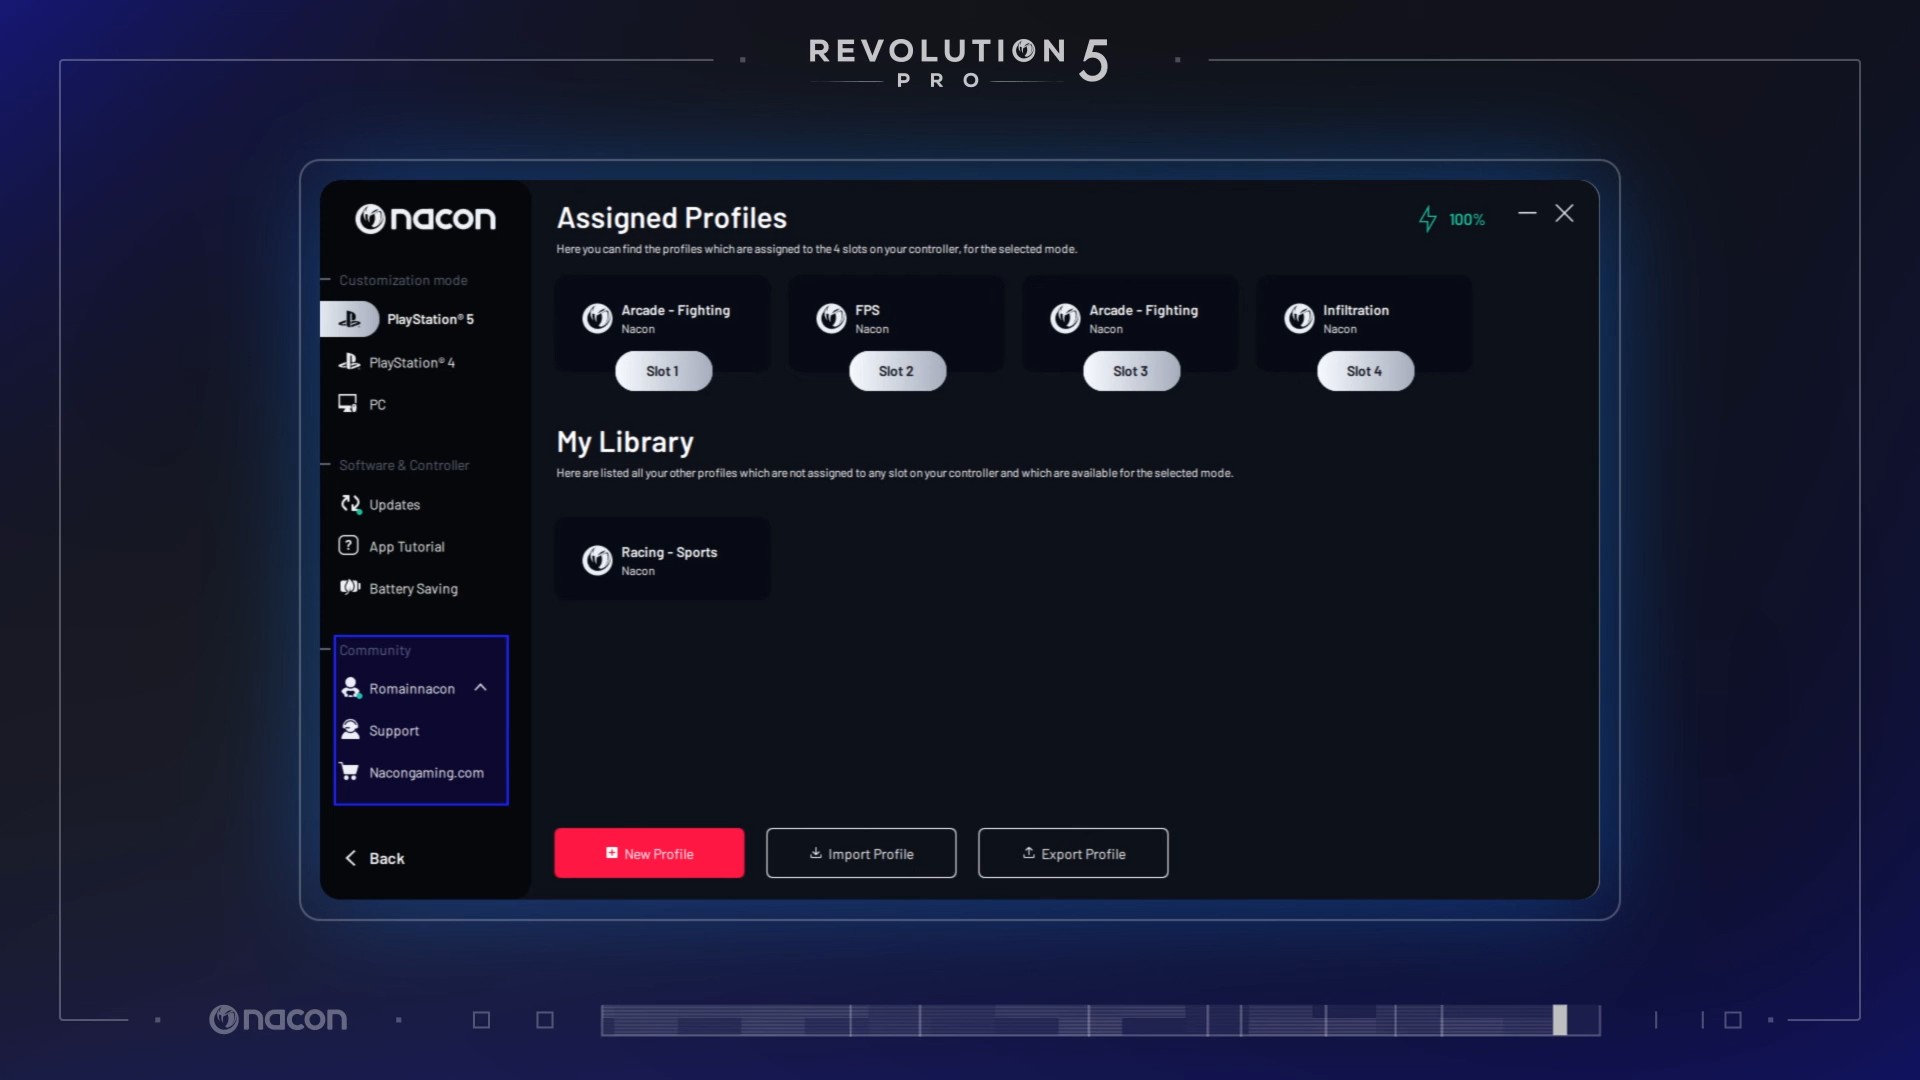 REVOLUTION 5
PRO
nacon
Customization mode
PlayStation® 5
PlayStation® 4
PC
Software & Controller
Updates
App Tutorial
Battery Saving
Community
Romainnacon
Support
Nacongaming.com
Back
Assigned Profiles
100%
Here you can find the profiles which are assigned to the 4 slots on your controller, for the selected mode.
Arcade - Fighting
Nacon
Slot 1
FPS
Nacon
Slot 2
Arcade - Fighting
Nacon
Slot 3
Infiltration
Nacon
Slot 4
My Library
Here are listed all your other profiles which are not assigned to any slot on your controller and which are available for the selected mode.
Racing - Sports
Nacon
New Profile
Import Profile
Export Profile
nacon